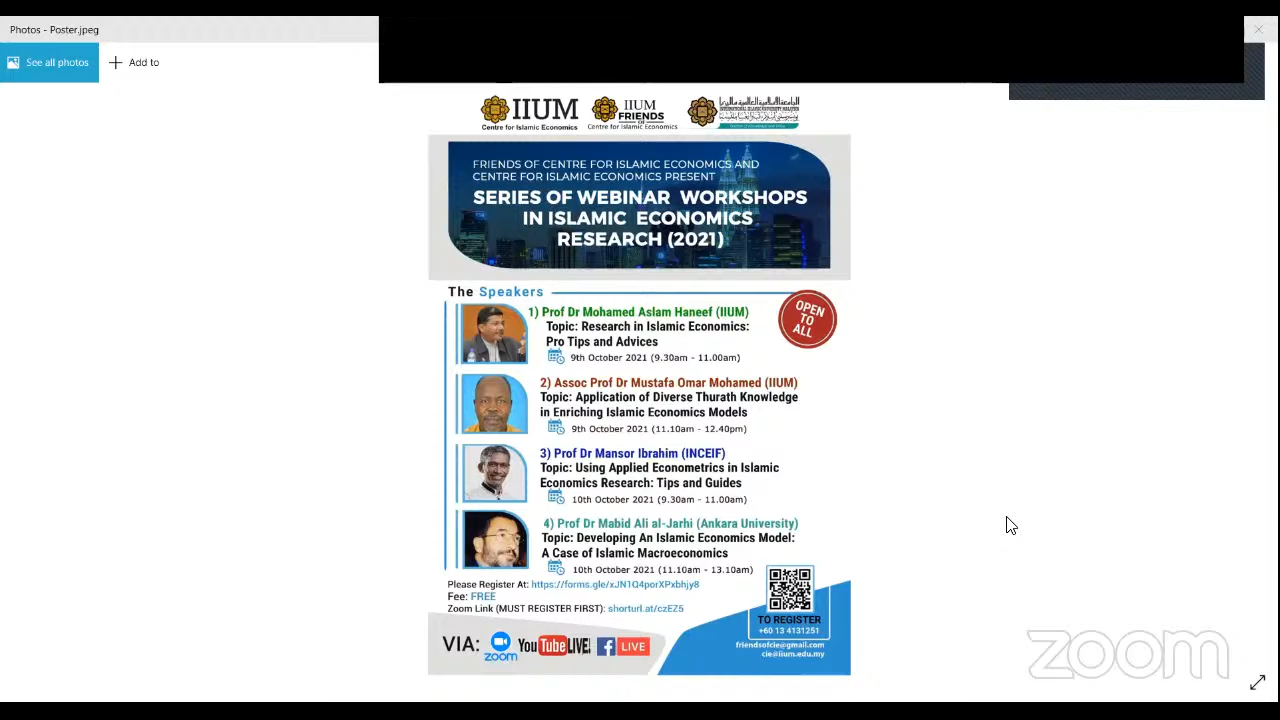 Photos - Poster.jpeg
See all photos
Add to
IIUM
Centre for Islamic Economics
IIUM
FRIENDS
OF
Centre for Islamic Economics
الجامعة الإسلامية العالمية ماليزيا
INTERNATIONAL ISLAMIC UNIVERSITY MALAYSIA
FRIENDS OF CENTRE FOR ISLAMIC ECONOMICS AND
CENTRE FOR ISLAMIC ECONOMICS PRESENT
SERIES OF WEBINAR WORKSHOPS
IN ISLAMIC ECONOMICS
RESEARCH (2021)
The Speakers
OPEN
TO
ALL
1) Prof Dr Mohamed Aslam Haneef (IIUM)
Topic: Research in Islamic Economics:
Pro Tips and Advices
9th October 2021 (9.30am - 11.00am)
2) Assoc Prof Dr Mustafa Omar Mohamed (IIUM)
Topic: Application of Diverse Thurath Knowledge
in Enriching Islamic Economics Models
9th October 2021 (11.10am - 12.40pm)
3) Prof Dr Mansor Ibrahim (INCEIF)
Topic: Using Applied Econometrics in Islamic
Economics Research: Tips and Guides
10th October 2021 (9.30am - 11.00am)
4) Prof Dr Mabid Ali al-Jarhi (Ankara University)
Topic: Developing An Islamic Economics Model:
A Case of Islamic Macroeconomics
10th October 2021 (11.10am - 13.10am)
Please Register At: https://forms.gle/xJN1Q4porXPxbhjy8
Fee: FREE
Zoom Link (MUST REGISTER FIRST): shorturl.at/czEZ5
TO REGISTER
+60 13 4131251
friendsofcie@gmail.com
cie@iium.edu.my
VIA:
zoom
YouTube LIVE!
f LIVE
zoom